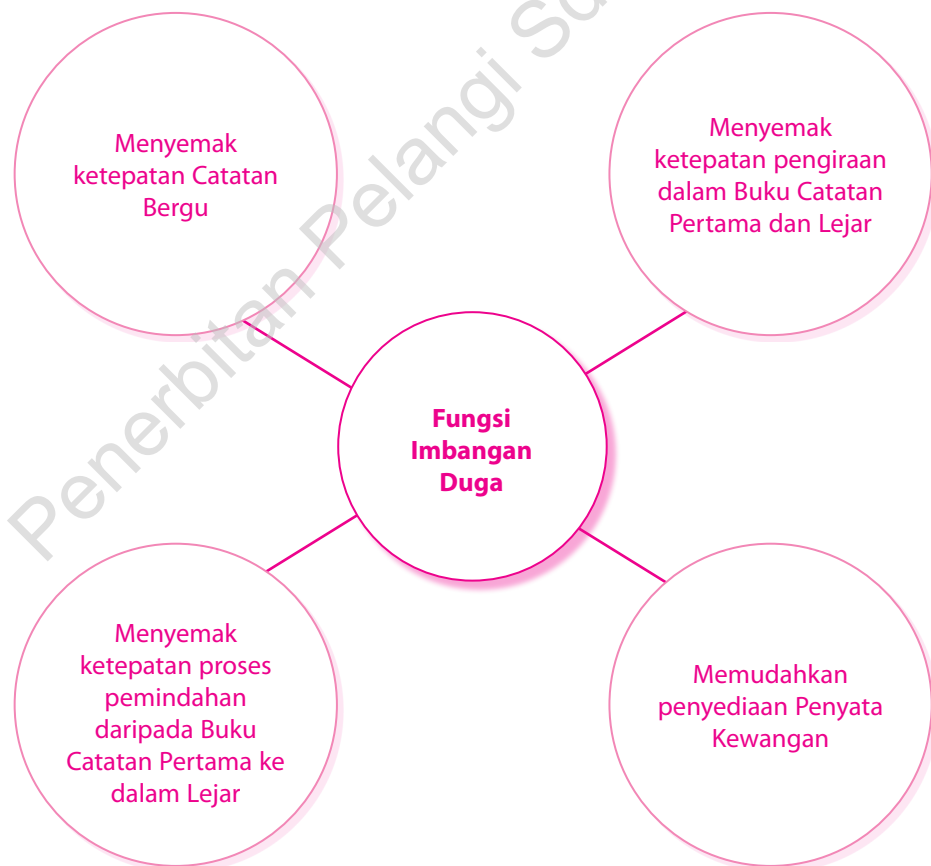 Menyemak
ketepatan Catatan
Bergu
Menyemak
ketepatan pengiraan
dalam Buku Catatan
Pertama dan Lejar
Fungsi
Imbangan
Duga
Menyemak
ketepatan proses
pemindahan
daripada Buku
Catatan Pertama ke
dalam Lejar
Memudahkan
penyediaan Penyata
Kewangan
Penerbitan Pelangi